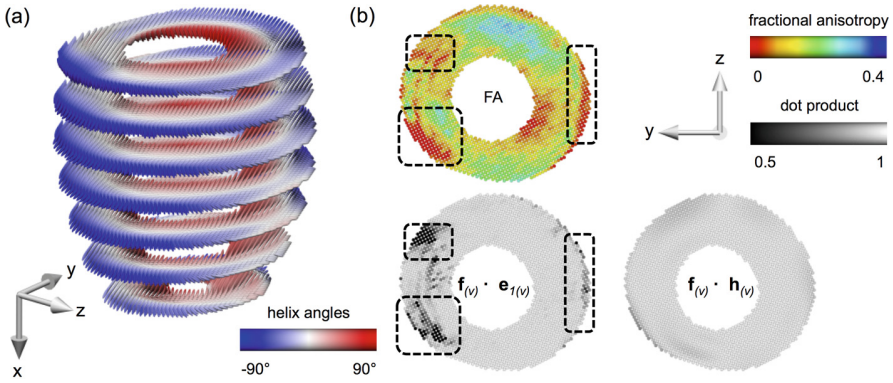 (a)
y
z
x
helix angles
-90° 90°
(b)
FA
z
y
fractional anisotropy
0 0.4
dot product
0.5 1
f(v) · e1(v)
f(v) · h(v)